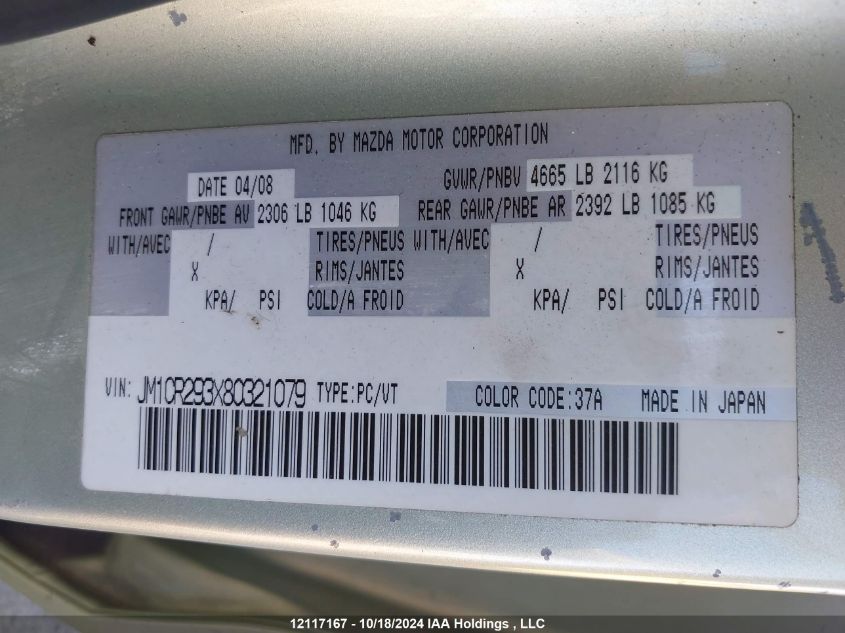 MFD. BY MAZDA MOTOR CORPORATION
DATE 04/08 GVWR/PNBV 4665 LB 2116 KG
FRONT GAWR/PNBE AV 2306 LB 1046 KG REAR GAWR/PNBE AR 2392 LB 1085 KG
WITH/AVEC / TIRES/PNEUS WITH/AVEC / TIRES/PNEUS
X RIMS/JANTES X RIMS/JANTES
KPA/ PSI COLD/A FROID KPA/ PSI COLD/A FROID
VIN: JM1CR293X80321079 TYPE:PC/VT COLOR CODE:37A MADE IN JAPAN
12117167 - 10/18/2024 IAA Holdings , LLC